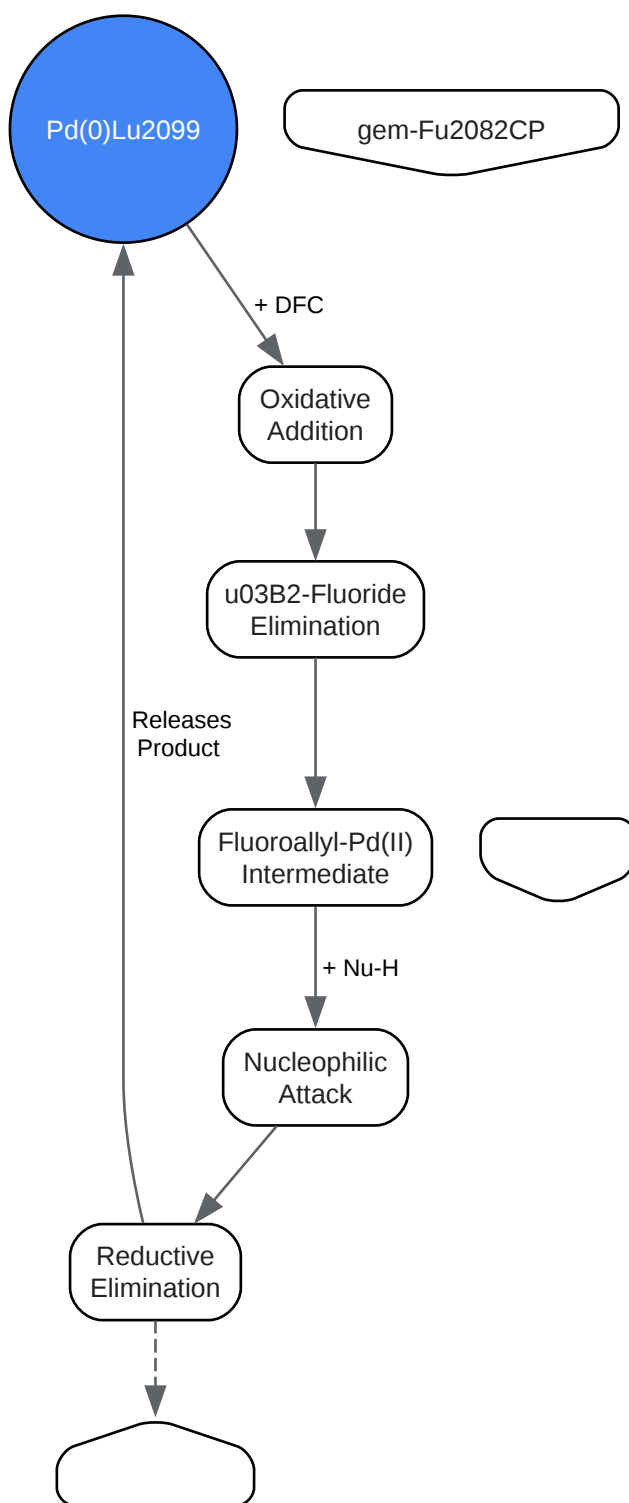 Pd(0)Lu2099
gem-Fu2082CP
+ DFC
Oxidative
Addition
u03B2-Fluoride
Elimination
Releases
Product
Fluoroallyl-Pd(II)
Intermediate
+ Nu-H
Nucleophilic
Attack
Reductive
Elimination